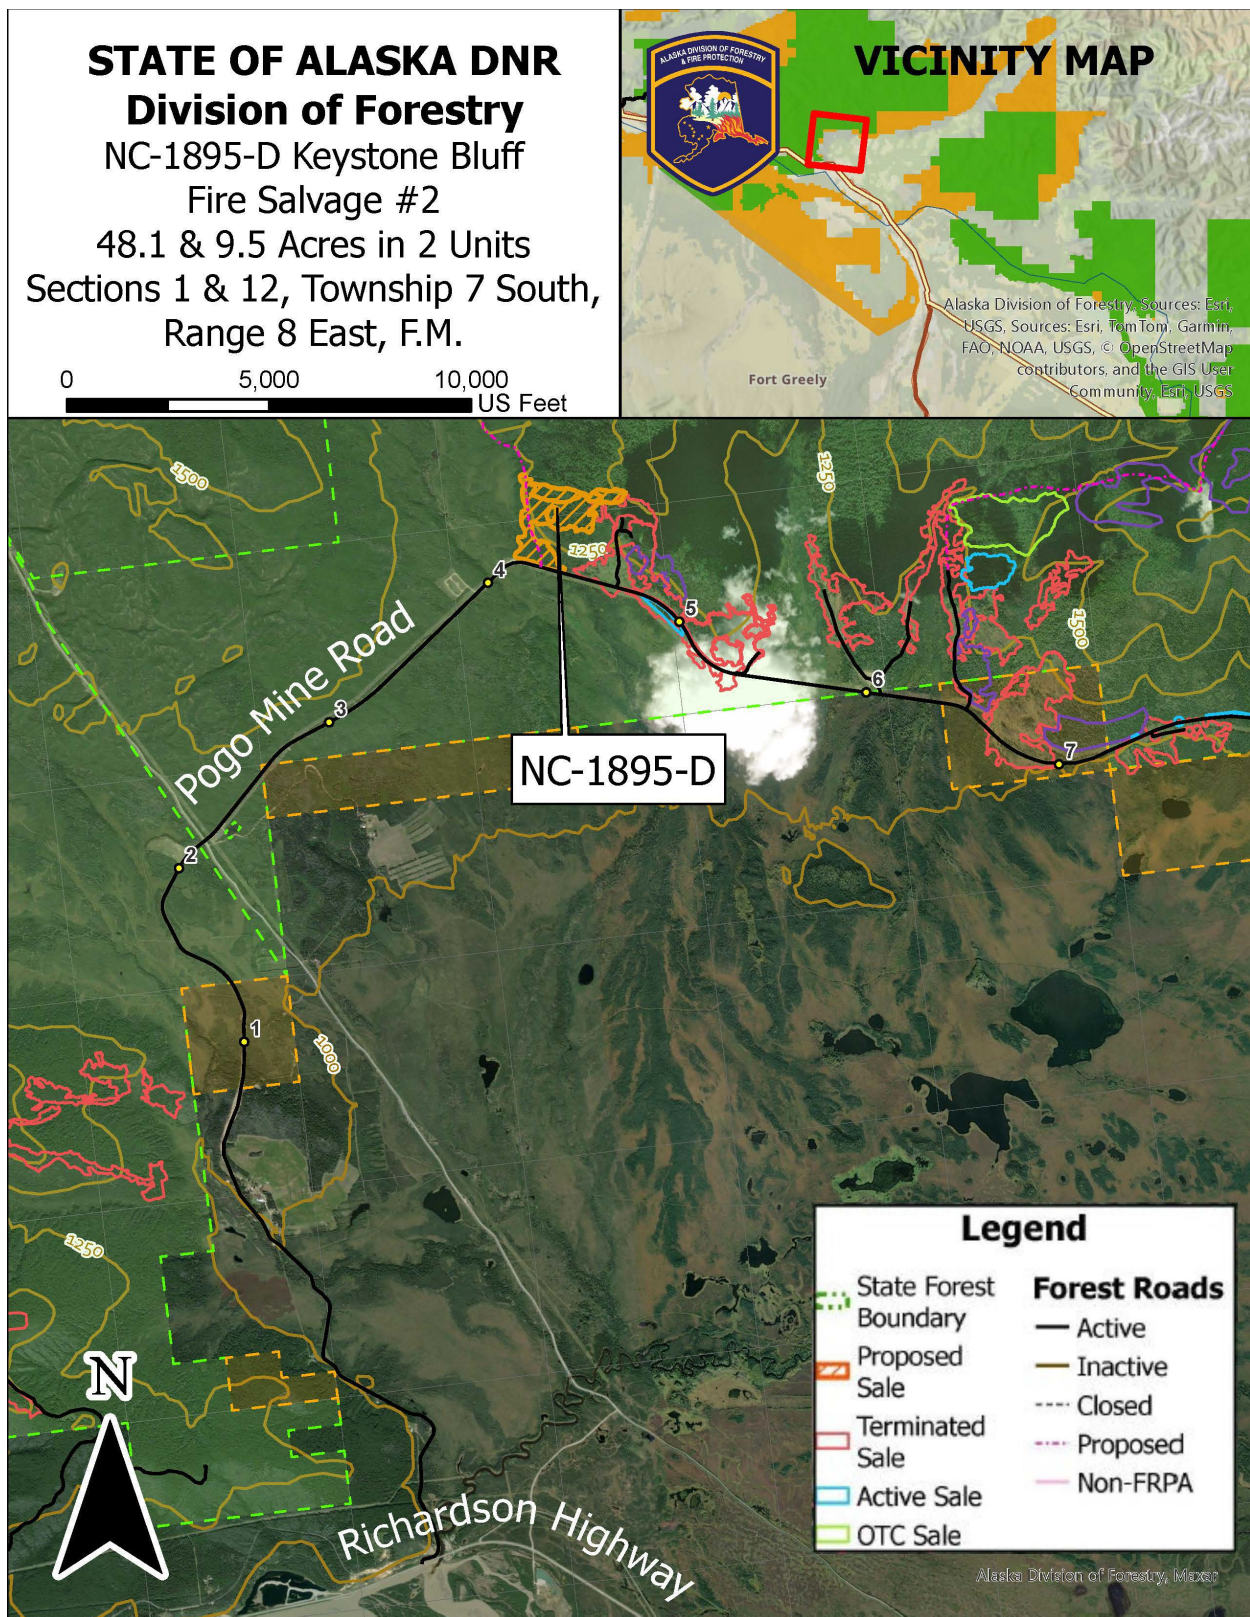 STATE OF ALASKA DNR
Division of Forestry
NC-1895-D Keystone Bluff
Fire Salvage #2
48.1 & 9.5 Acres in 2 Units
Sections 1 & 12, Township 7 South,
Range 8 East, F.M.
0 5,000 10,000
US Feet
ALASKA DIVISION OF FORESTRY
& FIRE PROTECTION
VICINITY MAP
Alaska Division of Forestry, Sources: Esri,
USGS, Sources: Esri, TomTom, Garmin,
FAO, NOAA, USGS, © OpenStreetMap
contributors, and the GIS User
Community, Esri, USGS
Fort Greely
1500
1250
1250
4
5
1500
Pogo Mine Road
6
3
7
NC-1895-D
2
1
1000
1250
N
Richardson Highway
Legend
State Forest
Boundary
Proposed
Sale
Terminated
Sale
Active Sale
OTC Sale
Forest Roads
Active
Inactive
Closed
Proposed
Non-FRPA
Alaska Division of Forestry, Maxar